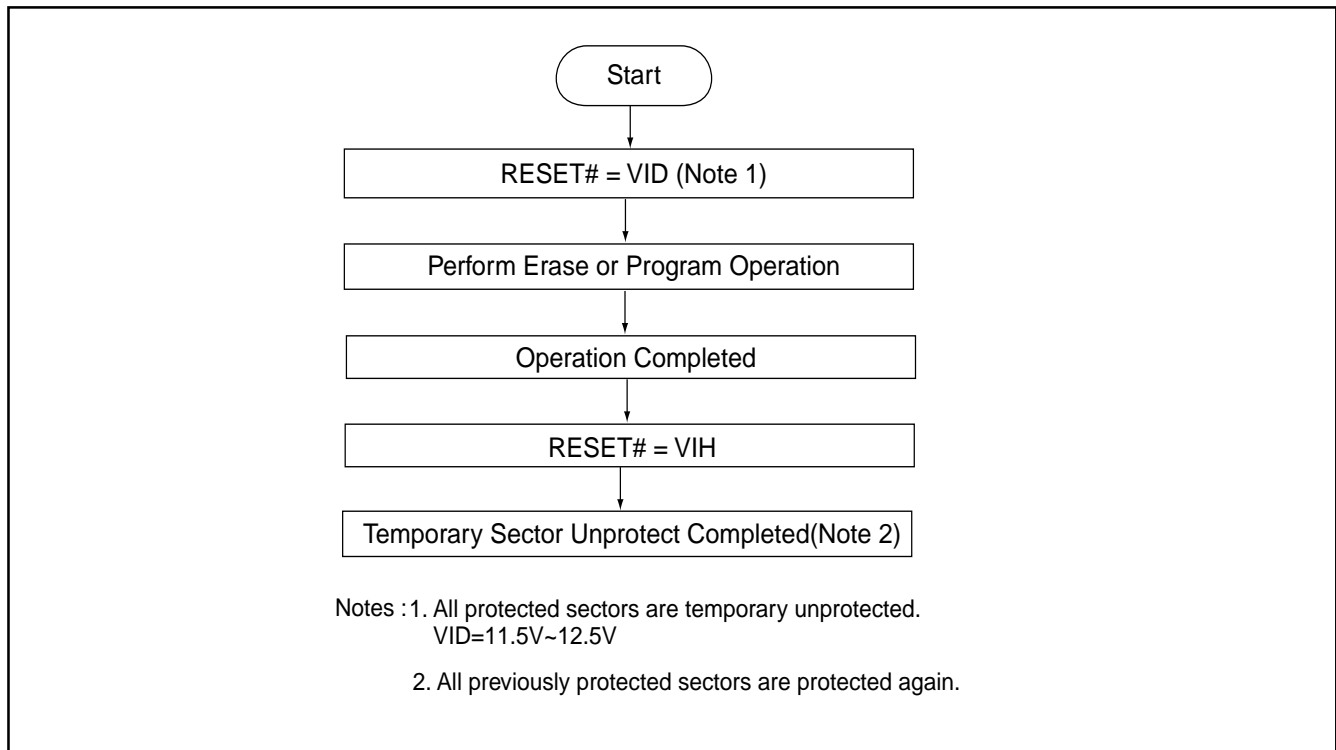 Start
RESET# = VID (Note 1)
Perform Erase or Program Operation
Operation Completed
RESET# = VIH
Temporary Sector Unprotect Completed(Note 2)
Notes : 1. All protected sectors are temporary unprotected.
VID=11.5V~12.5V
2. All previously protected sectors are protected again.